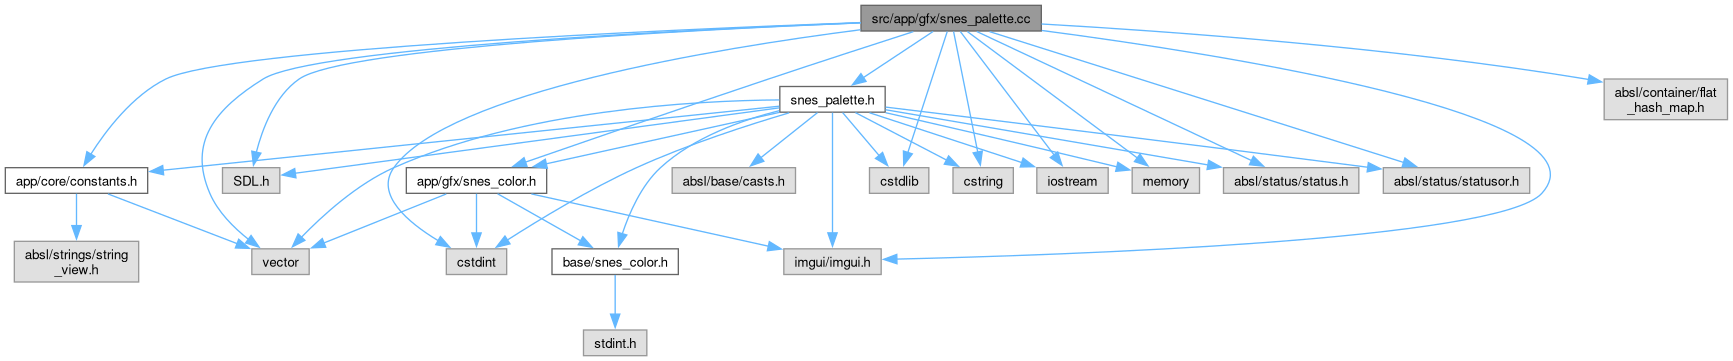 src/app/gfx/snes_palette.cc
absl/container/flat
_hash_map.h
snes_palette.h
app/core/constants.h
SDL.h
app/gfx/snes_color.h
absl/base/casts.h
cstdlib
cstring
iostream
memory
absl/status/status.h
absl/status/statusor.h
absl/strings/string
_view.h
vector
cstdint
base/snes_color.h
imgui/imgui.h
stdint.h